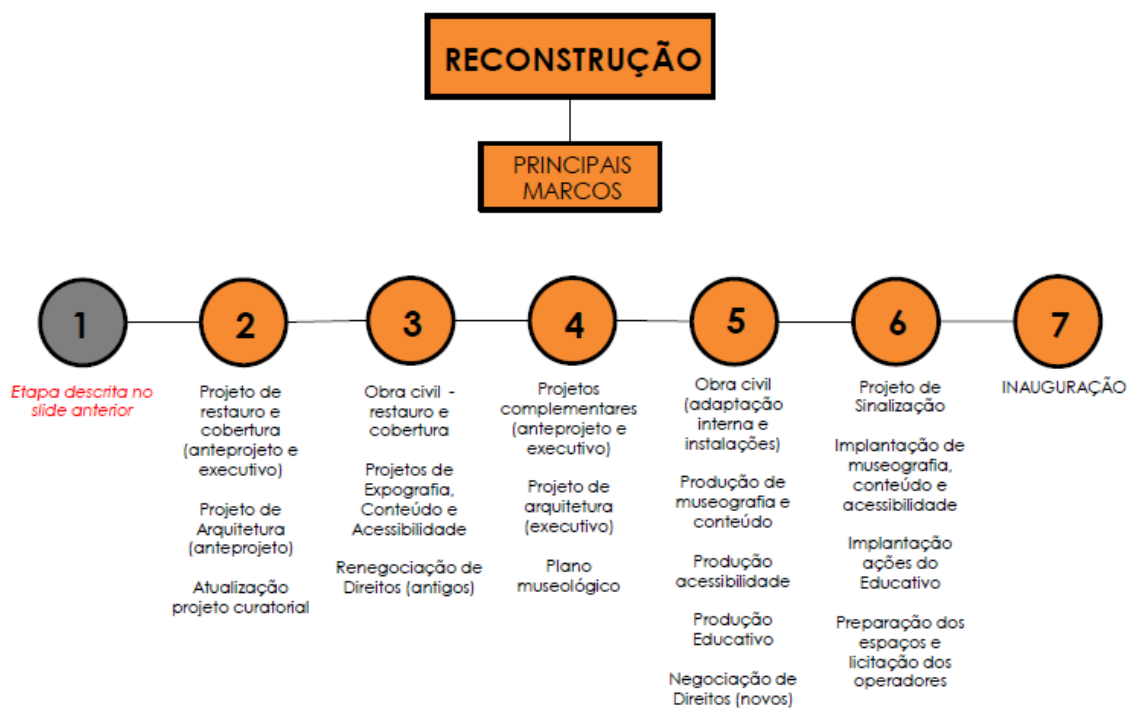 RECONSTRUÇÃO
PRINCIPAIS
MARCOS
1
Etapa descrita no
slide anterior
2
Projeto de
restauro e
cobertura
(anteprojeto e
executivo)
Projeto de
Arquitetura
(anteprojeto)
Atualização
projeto curatorial
3
Obra civil -
restauro e
cobertura
Projetos de
Expografia,
Conteúdo e
Acessibilidade
Renegociação de
Direitos (antigos)
4
Projetos
complementares
(anteprojeto e
executivo)
Projeto de
arquitetura
(executivo)
Plano
museológico
5
Obra civil
(adaptação
interna e
instalações)
Produção de
museografia e
conteúdo
Produção
acessibilidade
Produção
Educativo
Negociação de
Direitos (novos)
6
Projeto de
Sinalização
Implantação de
museografia,
conteúdo e
acessibilidade
Implantação
ações do
Educativo
Preparação dos
espaços e
licitação dos
operadores
7
INAUGURAÇÃO